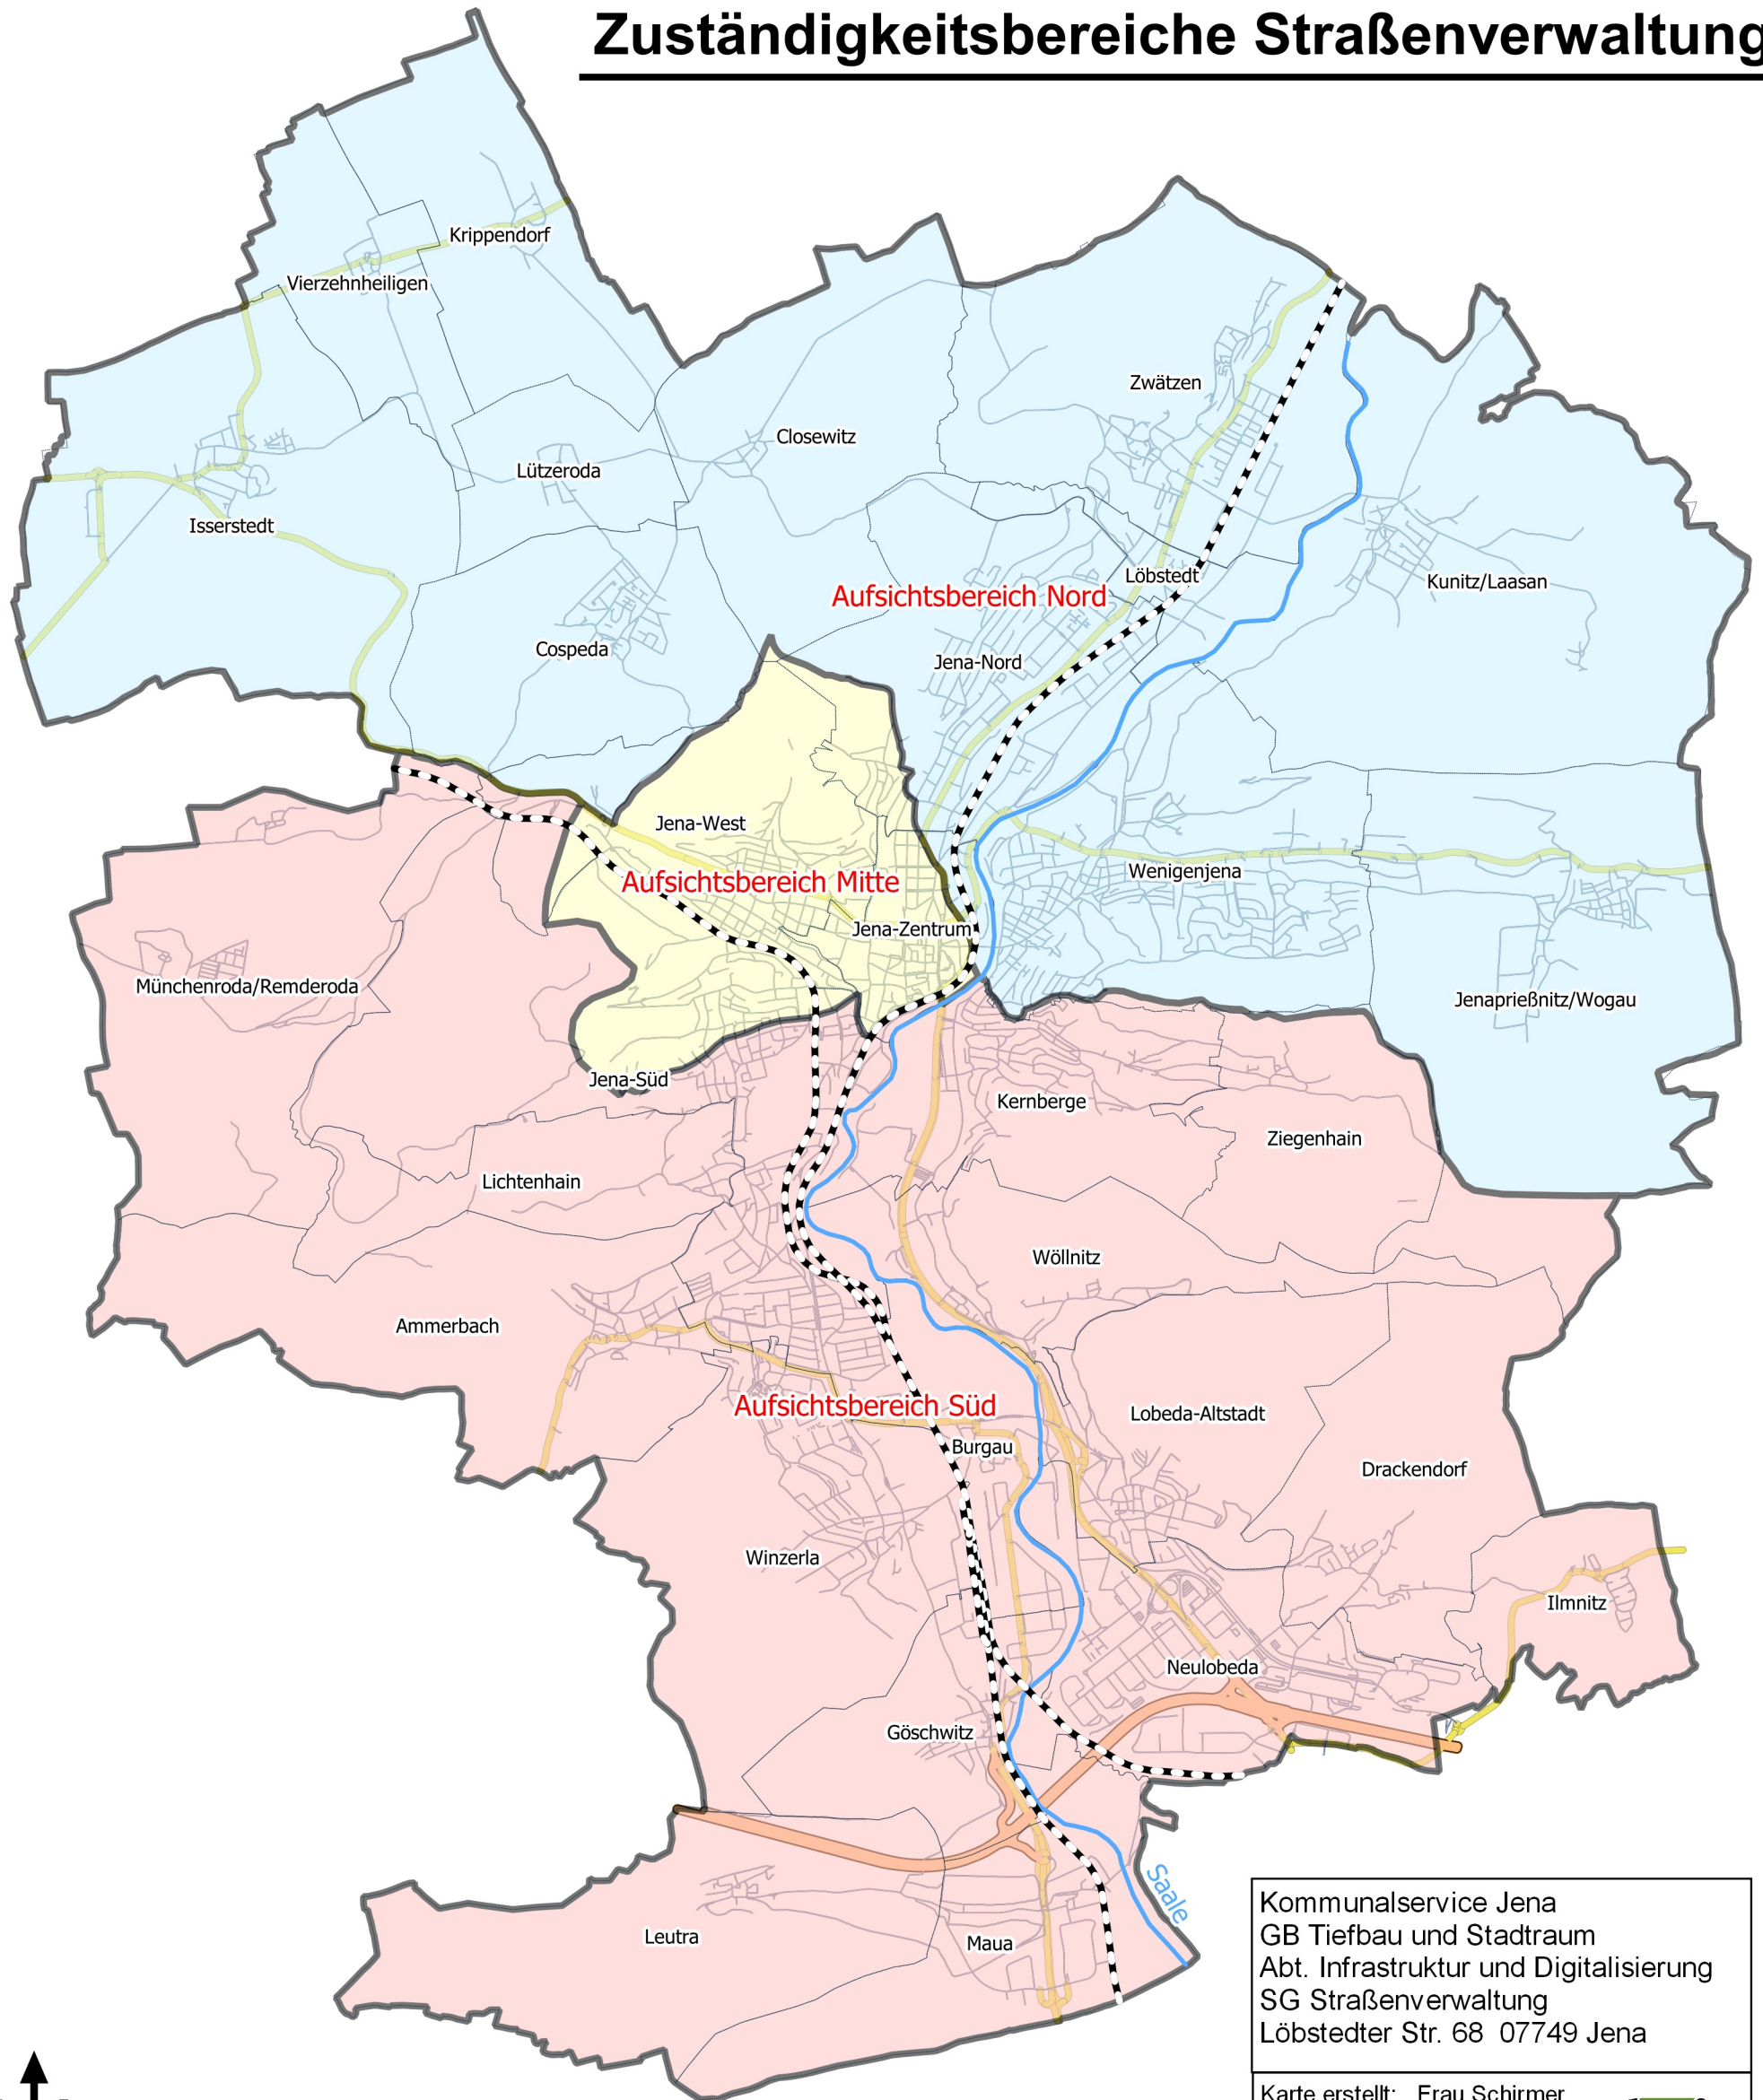 Zuständigkeitsbereiche Straßenverwaltung
Krippendorf
Vierzehnheiligen
Zwätzen
Closewitz
Lützeroda
Isserstedt
Löbstedt
Kunitz/Laasan
Aufsichtsbereich Nord
Cospeda
Jena-Nord
Jena-West
Wenigenjena
Aufsichtsbereich Mitte
Jena-Zentrum
Münchenroda/Remderoda
Jenaprießnitz/Wogau
Jena-Süd
Kernberge
Ziegenhain
Lichtenhain
Wöllnitz
Ammerbach
Aufsichtsbereich Süd
Lobeda-Altstadt
Burgau
Drackendorf
Winzerla
Ilmnitz
Neulobeda
Göschwitz
Saale
Leutra
Maua
Kommunalservice Jena
GB Tiefbau und Stadtraum
Abt. Infrastruktur und Digitalisierung
SG Straßenverwaltung
Löbstedter Str. 68 07749 Jena
Karte erstellt: Frau Schirmer